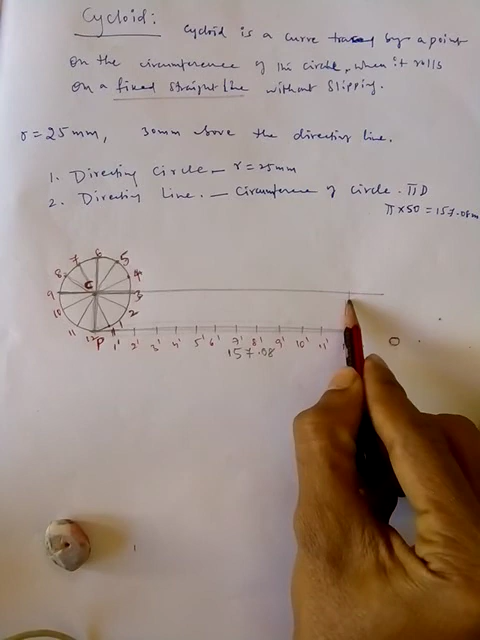 Cycloid:
Cycloid is a curve traced by a point
on the circumference of the circle, when it rolls
on a fixed straight line without slipping.
r = 25mm, 30mm above the directing line.
1. Directing Circle - r = 25mm
2. Directing Line. - Circumference of circle. πD
π × 50 = 157.08m
6
7 5
8 4
C
9 3
10 2
11 1
12
P 1' 2' 3' 4' 5' 6' 7' 8' 9' 10' 11' O
157.08